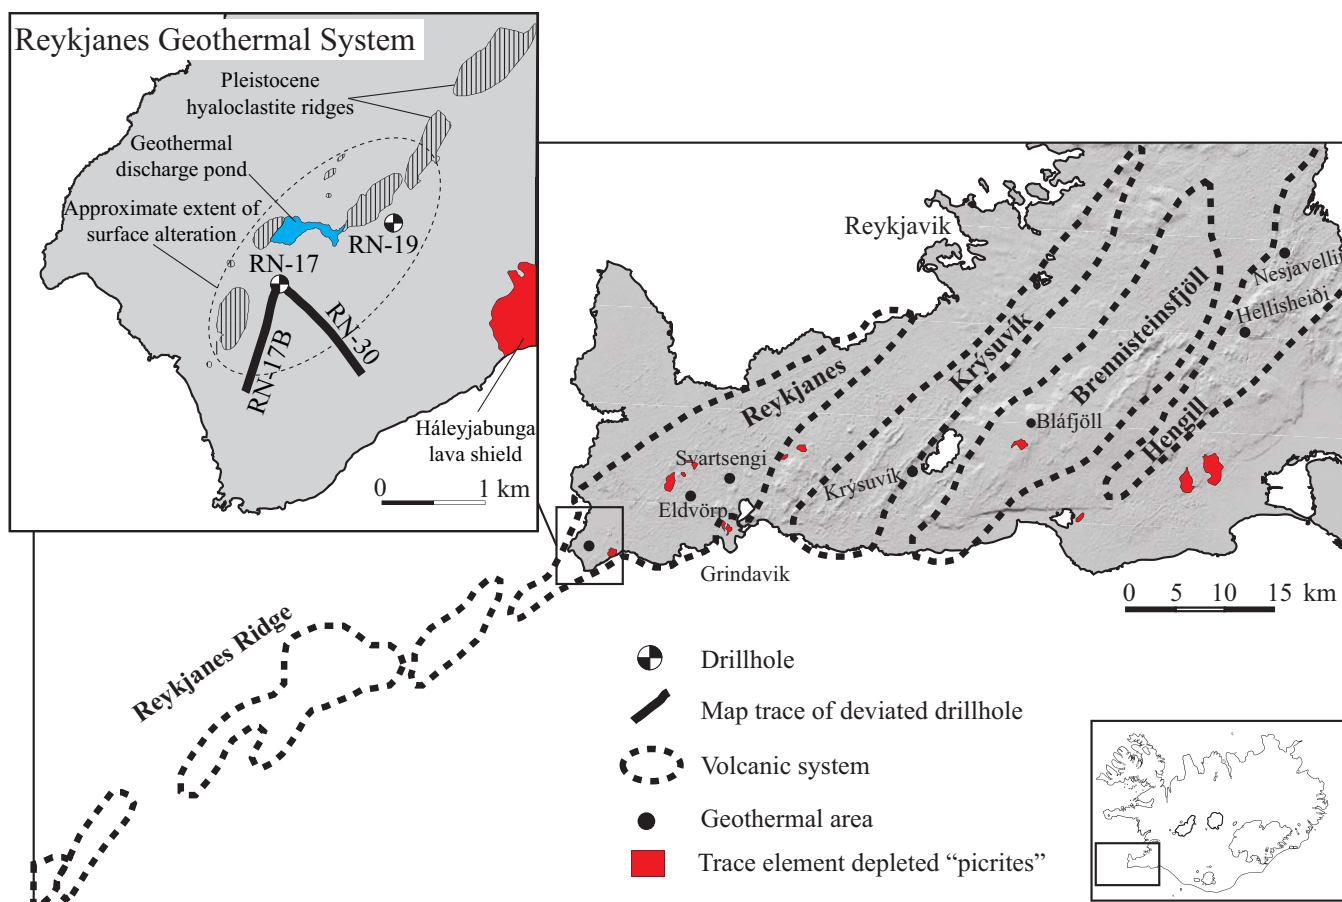 Reykjanes Geothermal System
Pleistocene
hyaloclastite ridges
Geothermal
discharge pond
Approximate extent of
surface alteration
RN-19
RN-17
RN-17B
RN-30
Háleyjabunga
lava shield
0 1 km
Reykjavik
Nesjavellir
Hellisheiði
Reykjanes
Krýsuvík
Brennisteinsfjöll
Hengill
Bláfjöll
Svartsengi
Krýsuvík
Eldvörp
Grindavik
0 5 10 15 km
Reykjanes Ridge
Drillhole
Map trace of deviated drillhole
Volcanic system
Geothermal area
Trace element depleted “picrites”